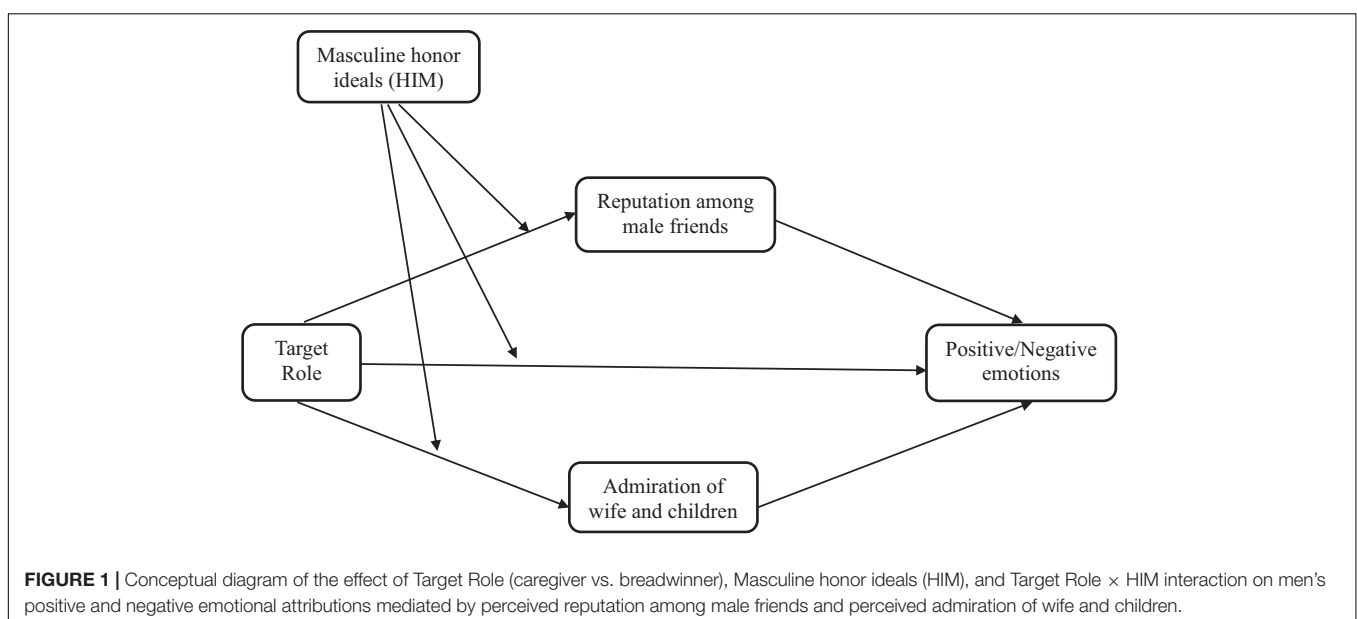 Masculine honor
ideals (HIM)
Reputation among
male friends
Target
Role
Positive/Negative
emotions
Admiration of
wife and children
FIGURE 1 | Conceptual diagram of the effect of Target Role (caregiver vs. breadwinner), Masculine honor ideals (HIM), and Target Role × HIM interaction on men's
positive and negative emotional attributions mediated by perceived reputation among male friends and perceived admiration of wife and children.